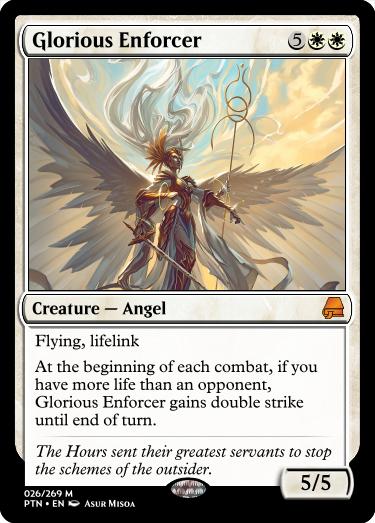 Glorious Enforcer 5
Creature — Angel
Flying, lifelink
At the beginning of each combat, if you
have more life than an opponent,
Glorious Enforcer gains double strike
until end of turn.
The Hours sent their greatest servants to stop
the schemes of the outsider.
5/5
026/269 M
PTN • EN Asur Misoa